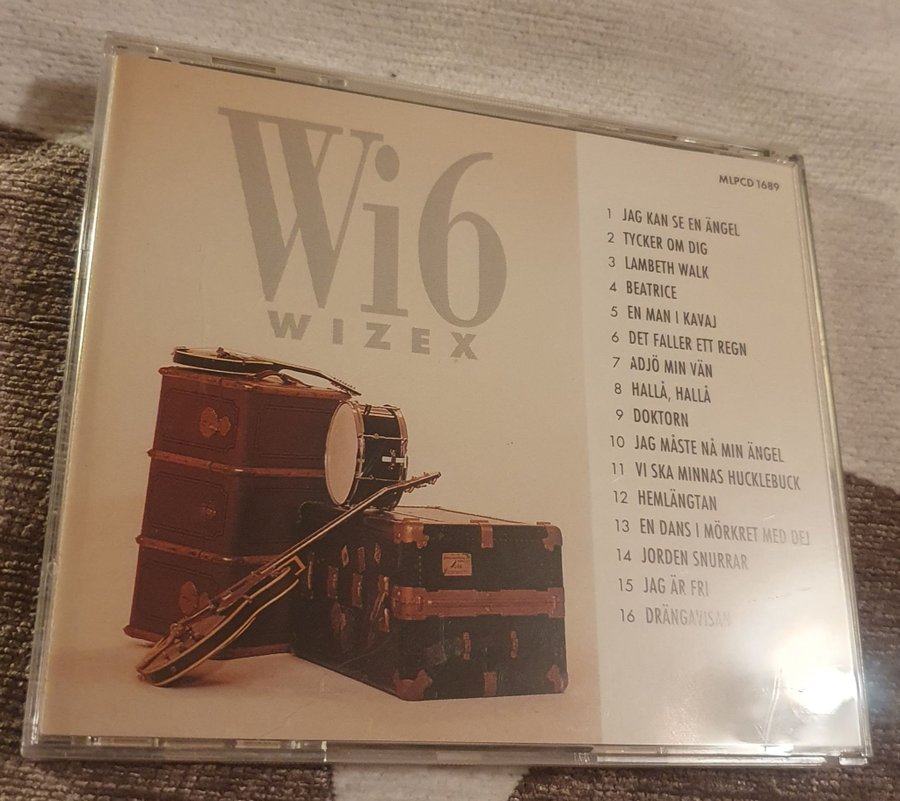 Wi6
WIZEX
MLPCD 1689
1 JAG KAN SE EN ÄNGEL
2 TYCKER OM DIG
3 LAMBETH WALK
4 BEATRICE
5 EN MAN I KAVAJ
6 DET FALLER ETT REGN
7 ADJÖ MIN VÄN
8 HALLÅ, HALLÅ
9 DOKTORN
10 JAG MÅSTE NÅ MIN ÄNGEL
11 VI SKA MINNAS HUCKLEBUCK
12 HEMLÄNGTAN
13 EN DANS I MÖRKRET MED DEJ
14 JORDEN SNURRAR
15 JAG ÄR FRI
16 DRÄNGAVISAN